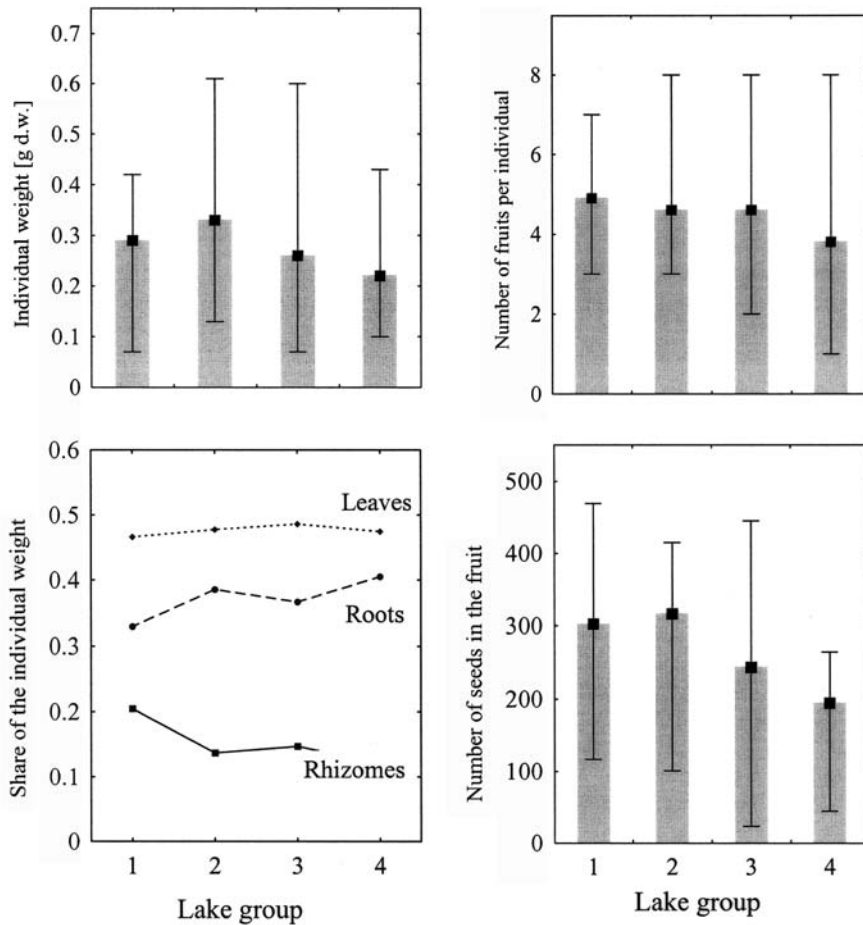 Individual weight [g d.w.]
0.7
0.6
0.5
0.4
0.3
0.2
0.1
0
Number of fruits per individual
8
6
4
2
0
Share of the individual weight
0.6
0.5
0.4
0.3
0.2
0.1
0
Leaves
Roots
Rhizomes
1 2 3 4
Lake group
Number of seeds in the fruit
500
400
300
200
100
0
1 2 3 4
Lake group